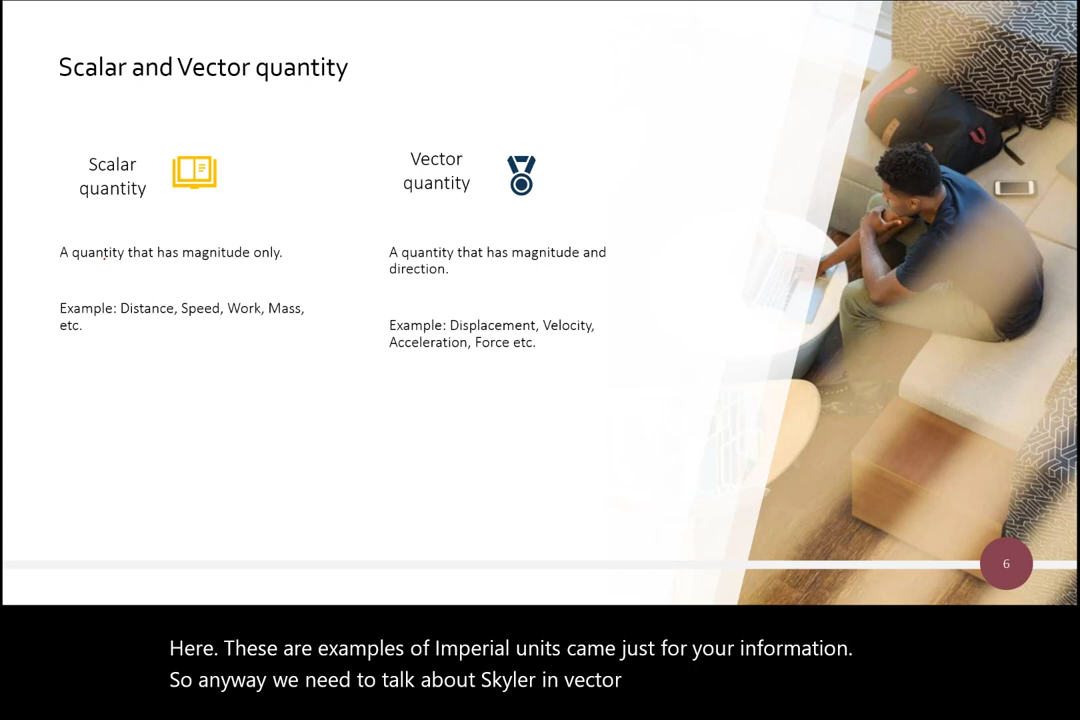 Scalar and Vector quantity
Scalar
quantity
A quantity that has magnitude only.
Example: Distance, Speed, Work, Mass,
etc.
Vector
quantity
A quantity that has magnitude and
direction.
Example: Displacement, Velocity,
Acceleration, Force etc.
6
Here. These are examples of Imperial units came just for your information.
So anyway we need to talk about Skyler in vector